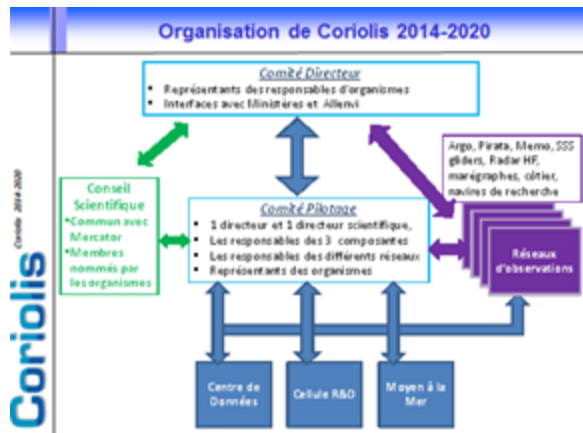 Organisation de Coriolis 2014-2020
Comité Directeur
Représentants des responsables d'organismes
Interfaces avec Ministères et Allenvi
Argo, Pirata, Memo, SSS
gliders, Radar HF,
marégraphes, côtier,
navires de recherche
Conseil
Scientifique
Commun avec
Mercator
Membres
nommés par
les organismes
Comité Pilotage
1 directeur et 1 directeur scientifique,
Les responsables des 3 composantes
Les responsables des différents réseaux
Représentants des organismes
Réseaux
d'observations
Centre de
Données
Cellule R&D
Moyen à la
Mer
Coriolis 2014-2020
Coriolis